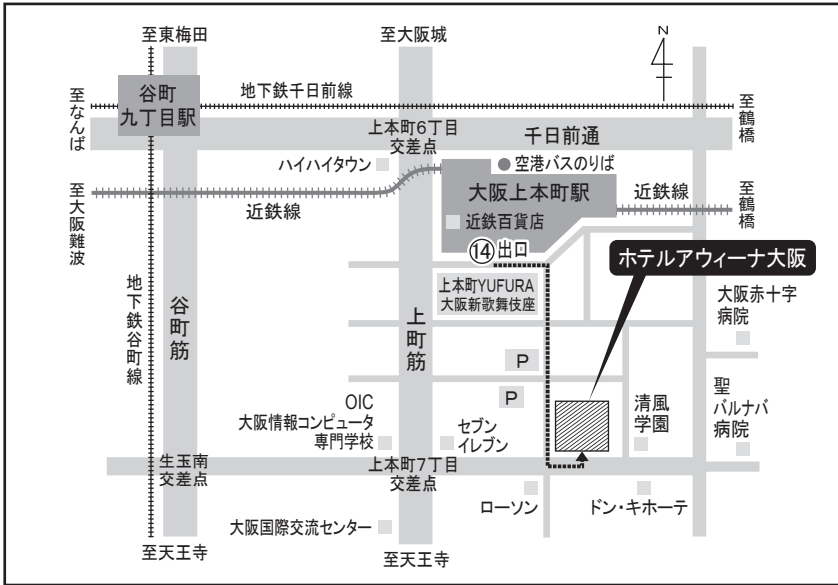 至東梅田
至大阪城
N
谷町
九丁目駅
地下鉄千日前線
至なんば
至鶴橋
上本町6丁目
交差点
千日前通
ハイハイタウン
空港バスのりば
大阪上本町駅
近鉄線
至鶴橋
至大阪難波
近鉄線
近鉄百貨店
⑭出口
ホテルアウィーナ大阪
上本町YUFURA
大阪新歌舞伎座
大阪赤十字
病院
地下鉄谷町線
谷町筋
上町筋
P
P
OIC
大阪情報コンピュータ
専門学校
セブン
イレブン
清風
学園
聖
バルナバ
病院
生玉南
交差点
上本町7丁目
交差点
ローソン
ドン・キホーテ
大阪国際交流センター
至天王寺
至天王寺